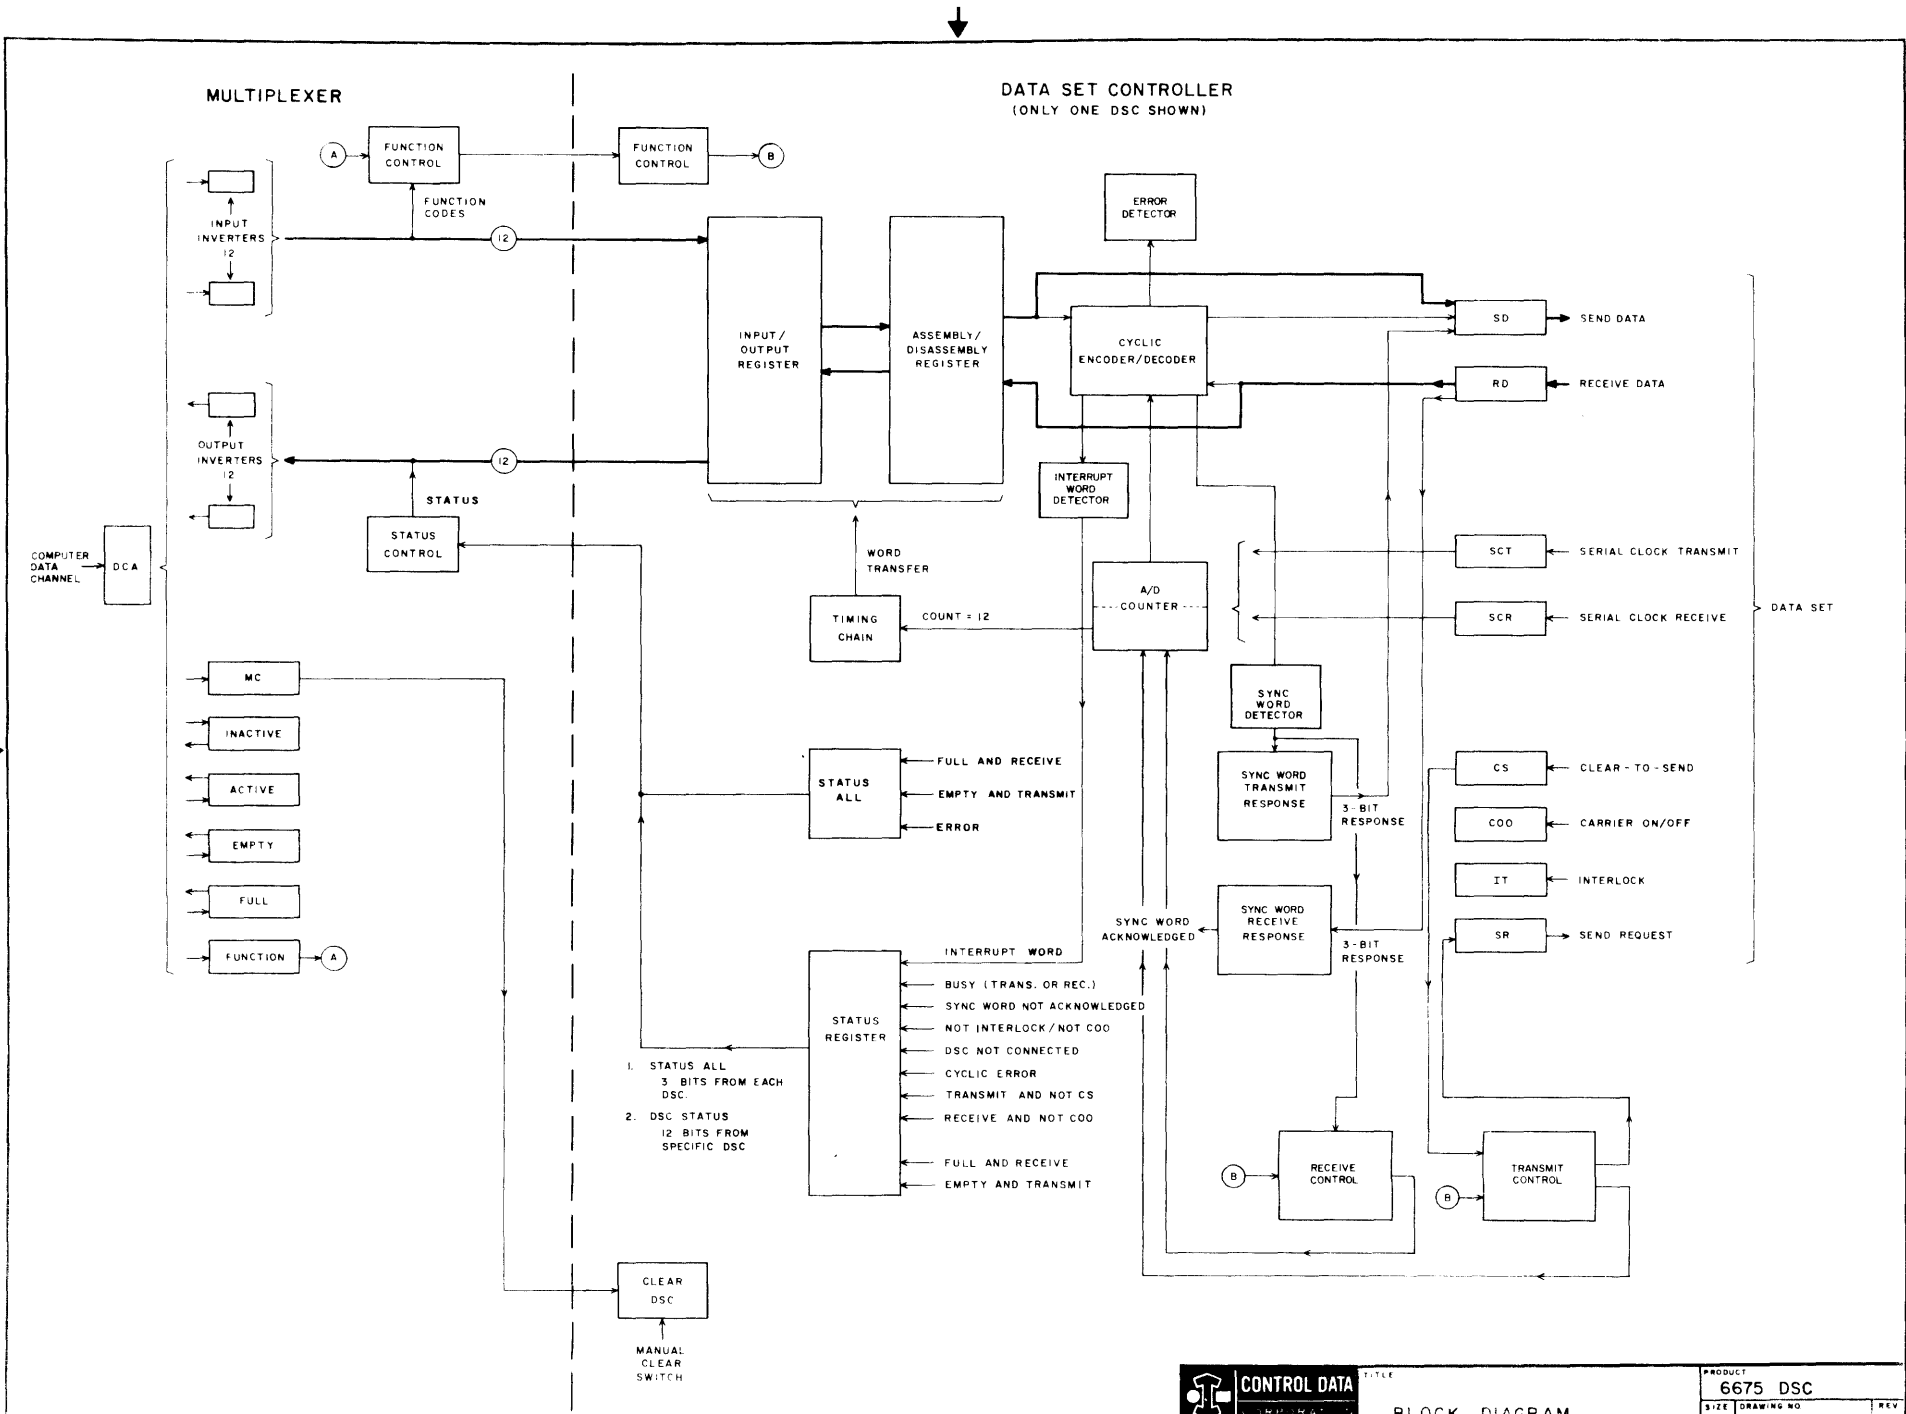 MULTIPLEXER
DATA SET CONTROLLER
(ONLY ONE DSC SHOWN)
A
FUNCTION
CONTROL
FUNCTION
CONTROL
B
FUNCTION
CODES
INPUT
INVERTERS
12
12
ERROR
DETECTOR
INPUT/
OUTPUT
REGISTER
ASSEMBLY/
DISASSEMBLY
REGISTER
CYCLIC
ENCODER/DECODER
SD
SEND DATA
RD
RECEIVE DATA
OUTPUT
INVERTERS
12
12
STATUS
STATUS
CONTROL
INTERRUPT
WORD
DETECTOR
COMPUTER
DATA
CHANNEL
DCA
WORD
TRANSFER
SCT
SERIAL CLOCK TRANSMIT
A/D
COUNTER
TIMING
CHAIN
COUNT = 12
SCR
SERIAL CLOCK RECEIVE
DATA SET
MC
SYNC
WORD
DETECTOR
INACTIVE
ACTIVE
EMPTY
FULL
FUNCTION
A
STATUS
ALL
FULL AND RECEIVE
EMPTY AND TRANSMIT
ERROR
SYNC WORD
TRANSMIT
RESPONSE
3-BIT
RESPONSE
CS
CLEAR-TO-SEND
COO
CARRIER ON/OFF
IT
INTERLOCK
SR
SEND REQUEST
SYNC WORD
ACKNOWLEDGED
SYNC WORD
RECEIVE
RESPONSE
3-BIT
RESPONSE
STATUS
REGISTER
INTERRUPT WORD
BUSY (TRANS. OR REC.)
SYNC WORD NOT ACKNOWLEDGED
NOT INTERLOCK/NOT COO
DSC NOT CONNECTED
CYCLIC ERROR
TRANSMIT AND NOT CS
RECEIVE AND NOT COO
FULL AND RECEIVE
EMPTY AND TRANSMIT
1. STATUS ALL
3 BITS FROM EACH
DSC.
2. DSC STATUS
12 BITS FROM
SPECIFIC DSC
B
RECEIVE
CONTROL
B
TRANSMIT
CONTROL
CLEAR
DSC
MANUAL
CLEAR
SWITCH
CONTROL DATA
CORPORATION
TITLE
BLOCK DIAGRAM
PRODUCT
6675 DSC
SIZE
DRAWING NO.
REV